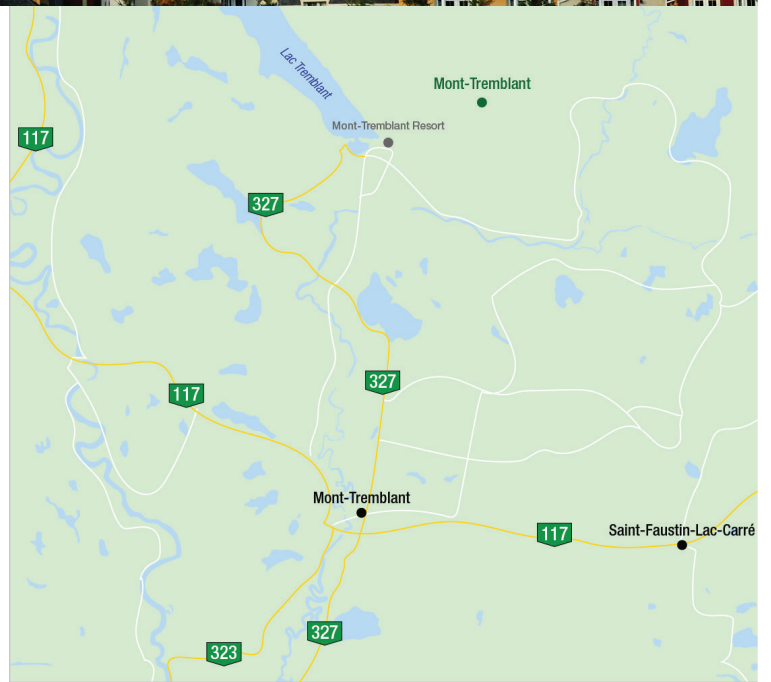 Lac Tremblant
Mont-Tremblant
Mont-Tremblant Resort
117
327
327
117
Mont-Tremblant
117
Saint-Faustin-Lac-Carré
327
323